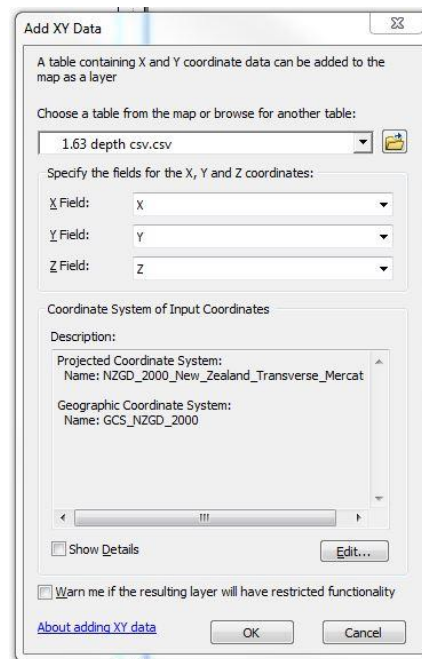 Add XY Data
A table containing X and Y coordinate data can be added to the
map as a layer
Choose a table from the map or browse for another table:
1.63 depth csv.csv
Specify the fields for the X, Y and Z coordinates:
X Field: X
Y Field: Y
Z Field: Z
Coordinate System of Input Coordinates
Description:
Projected Coordinate System:
Name: NZGD_2000_New_Zealand_Transverse_Mercat
Geographic Coordinate System:
Name: GCS_NZGD_2000
Show Details Edit...
Warn me if the resulting layer will have restricted functionality
About adding XY data OK Cancel